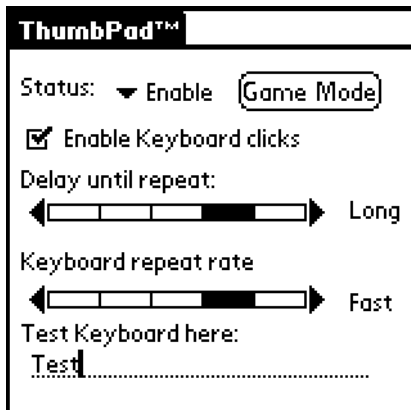 ThumbPad™
Status: Enable Game Mode
Enable Keyboard clicks
Delay until repeat:
Long
Keyboard repeat rate
Fast
Test Keyboard here:
Test